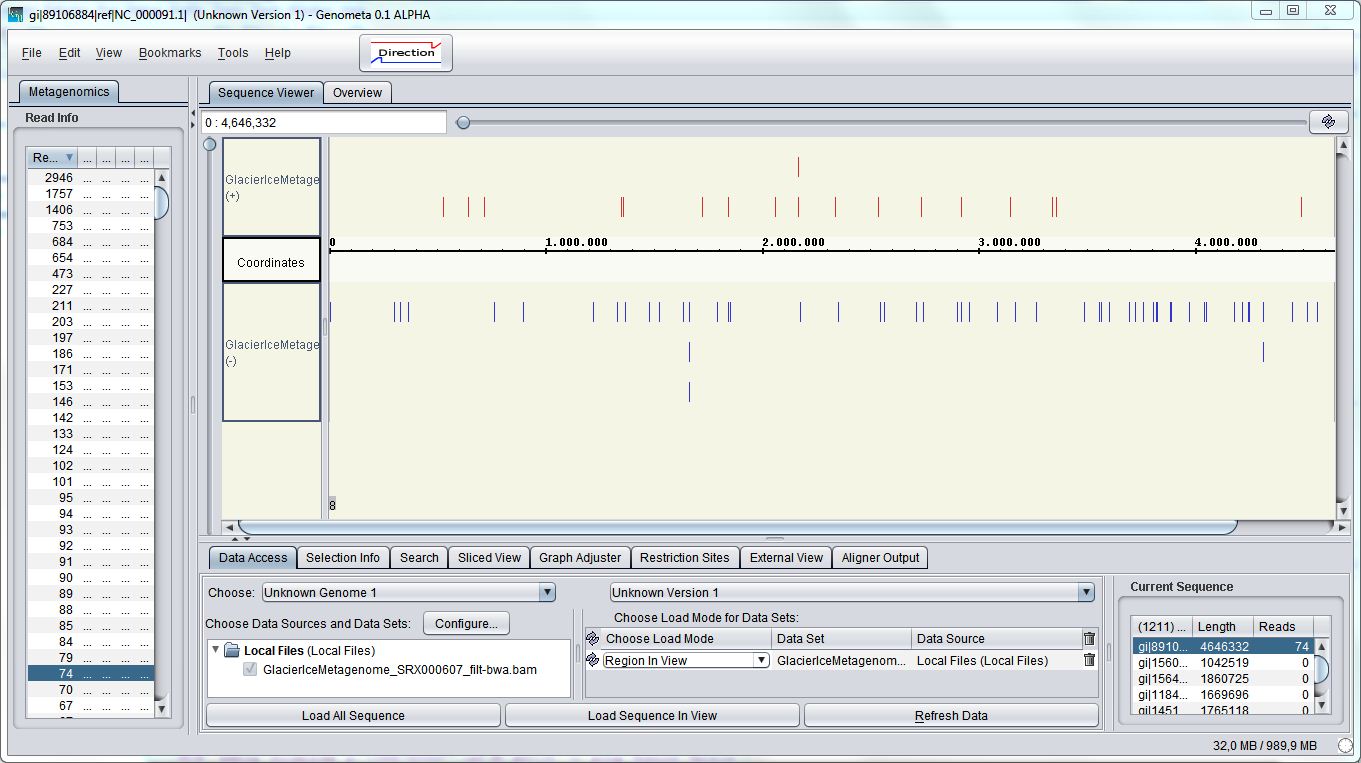 gi|89106884|ref|NC_000091.1| (Unknown Version 1) - Genometa 0.1 ALPHA
File Edit View Bookmarks Tools Help Direction
Metagenomics
Read Info
Re... ... ... ... ...
2946 ... ... ... ...
1757 ... ... ... ...
1406 ... ... ... ...
753 ... ... ... ...
684 ... ... ... ...
654 ... ... ... ...
473 ... ... ... ...
227 ... ... ... ...
211 ... ... ... ...
203 ... ... ... ...
197 ... ... ... ...
186 ... ... ... ...
171 ... ... ... ...
153 ... ... ... ...
146 ... ... ... ...
142 ... ... ... ...
133 ... ... ... ...
124 ... ... ... ...
102 ... ... ... ...
101 ... ... ... ...
95 ... ... ... ...
94 ... ... ... ...
93 ... ... ... ...
92 ... ... ... ...
91 ... ... ... ...
90 ... ... ... ...
89 ... ... ... ...
88 ... ... ... ...
85 ... ... ... ...
84 ... ... ... ...
79 ... ... ... ...
74 ... ... ... ...
70 ... ... ... ...
67 ... ... ... ...
Sequence Viewer Overview
0 : 4,646,332
GlacierIceMetage
(+)
Coordinates
0 1.000.000 2.000.000 3.000.000 4.000.000
GlacierIceMetage
(-)
8
Data Access Selection Info Search Sliced View Graph Adjuster Restriction Sites External View Aligner Output
Choose: Unknown Genome 1 Unknown Version 1
Choose Data Sources and Data Sets: Configure...
Local Files (Local Files)
GlacierIceMetagenome_SRX000607_filt-bwa.bam
Choose Load Mode for Data Sets:
Choose Load Mode Data Set Data Source
Region In View GlacierIceMetagenom... Local Files (Local Files)
Load All Sequence Load Sequence In View Refresh Data
Current Sequence
(1211) ... Length Reads
gi|8910... 4646332 74
gi|1560... 1042519 0
gi|1564... 1860725 0
gi|1184... 1669696 0
gi|1451... 1765118 0
32,0 MB / 989,9 MB